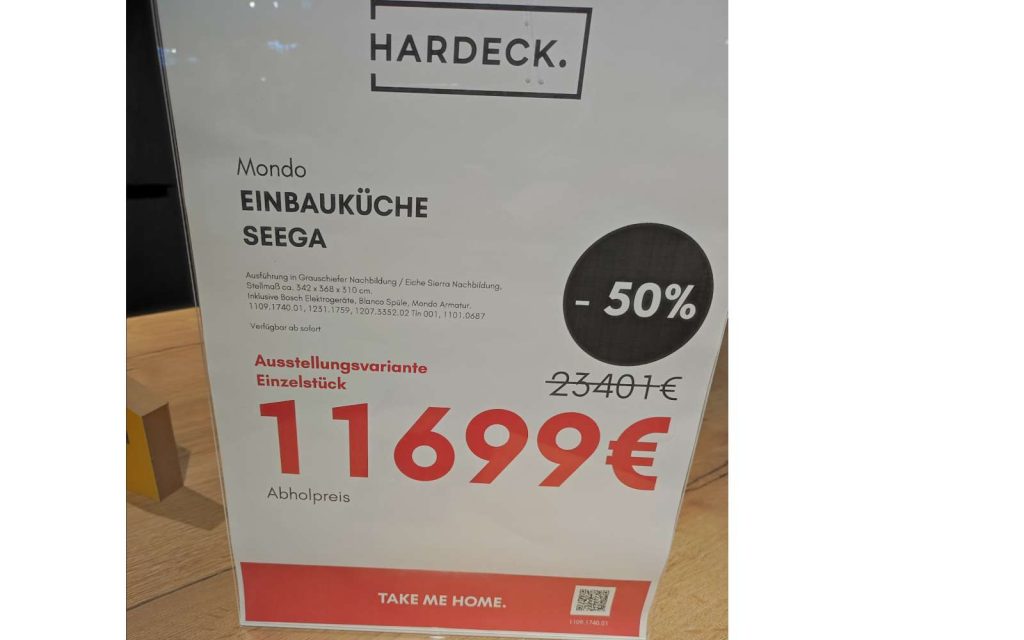 HARDECK.
Mondo
EINBAUKÜCHE
SEEGA
Ausführung in Grauschiefer Nachbildung / Eiche Sierra Nachbildung,
Stellmaß ca. 342 x 368 x 310 cm.
Inklusive Bosch Elektrogeräte, Blanco Spüle, Mondo Armatur.
1109.1740.01, 1231.1759, 1207.3352.02 Tln 001, 1101.0687
Verfügbar ab sofort
- 50%
Ausstellungsvariante
Einzelstück
23401€
11699€
Abholpreis
TAKE ME HOME.
1109.1740.01